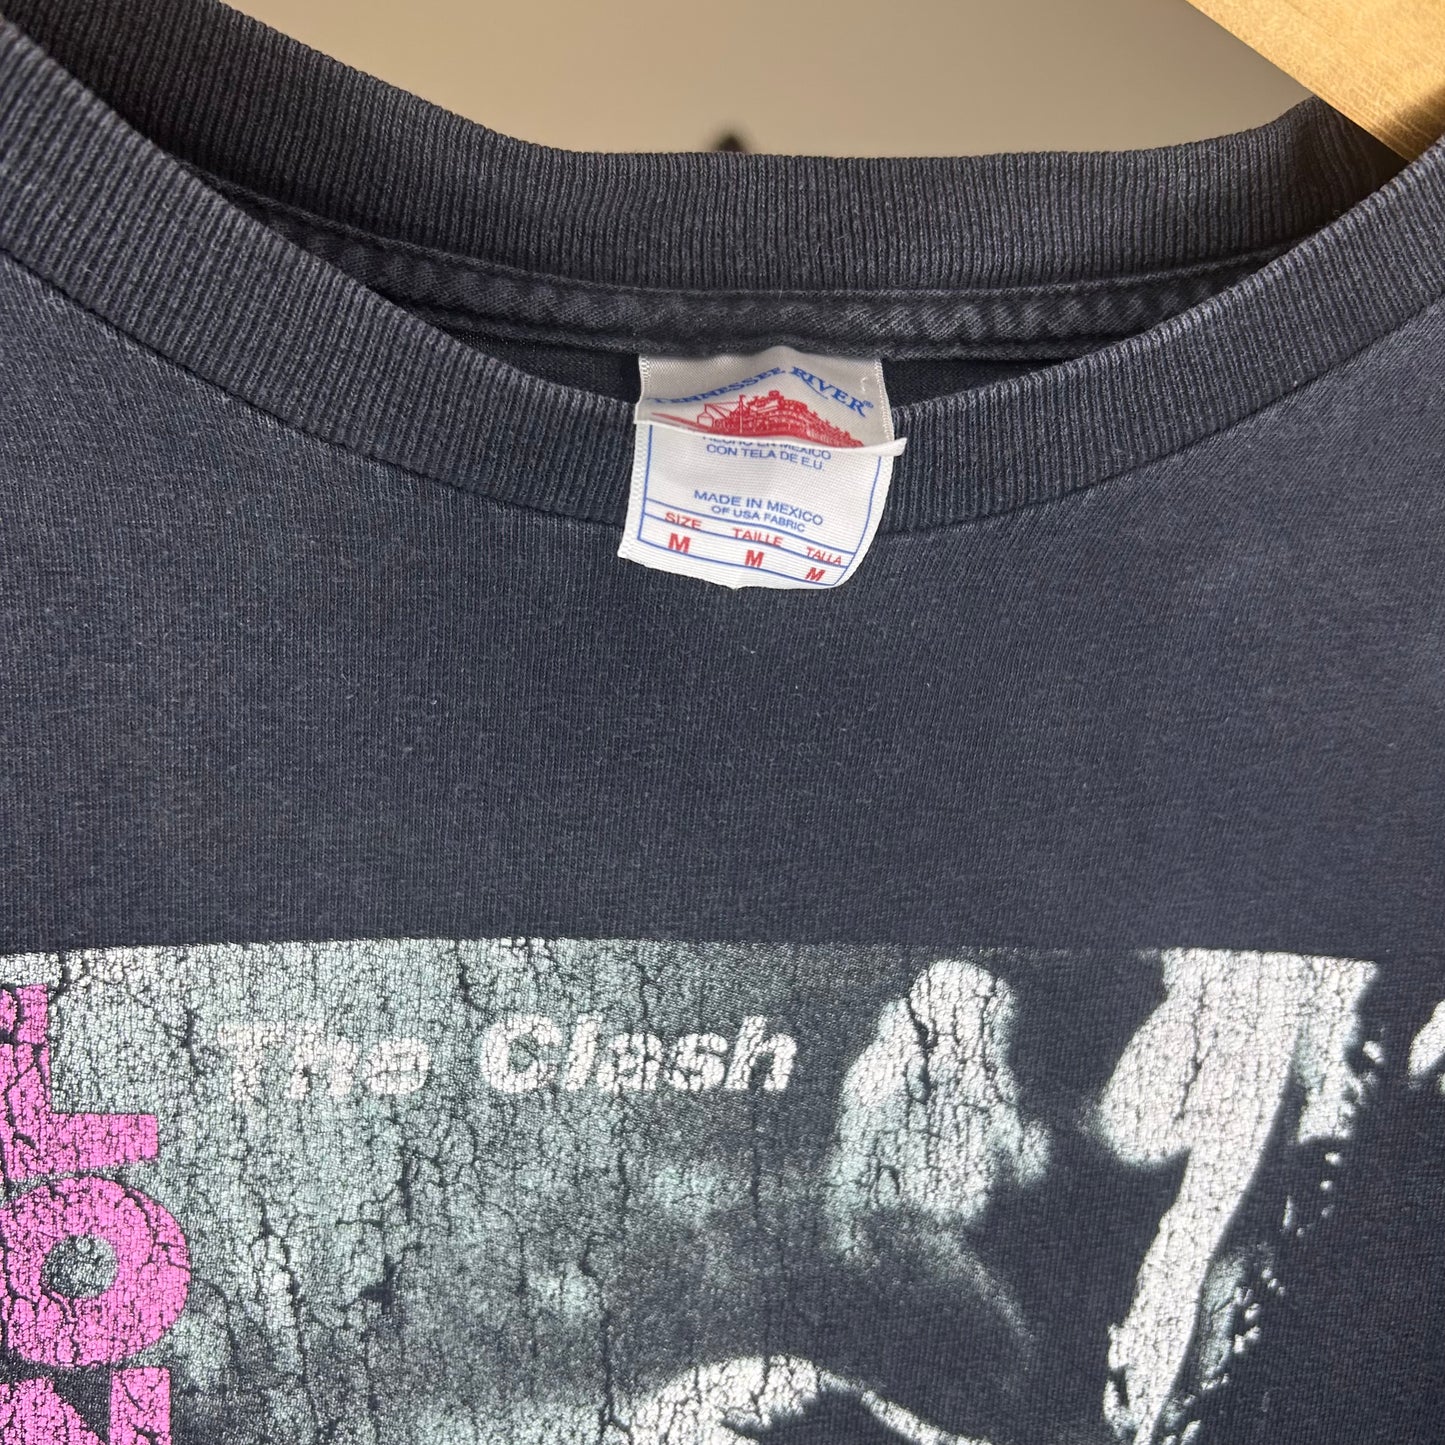 TENNESSEE RIVER®
HECHO EN MEXICO
CON TELA DE E.U.
MADE IN MEXICO
OF USA FABRIC
SIZE TAILLE TALLA
M M M
The Clash
LO